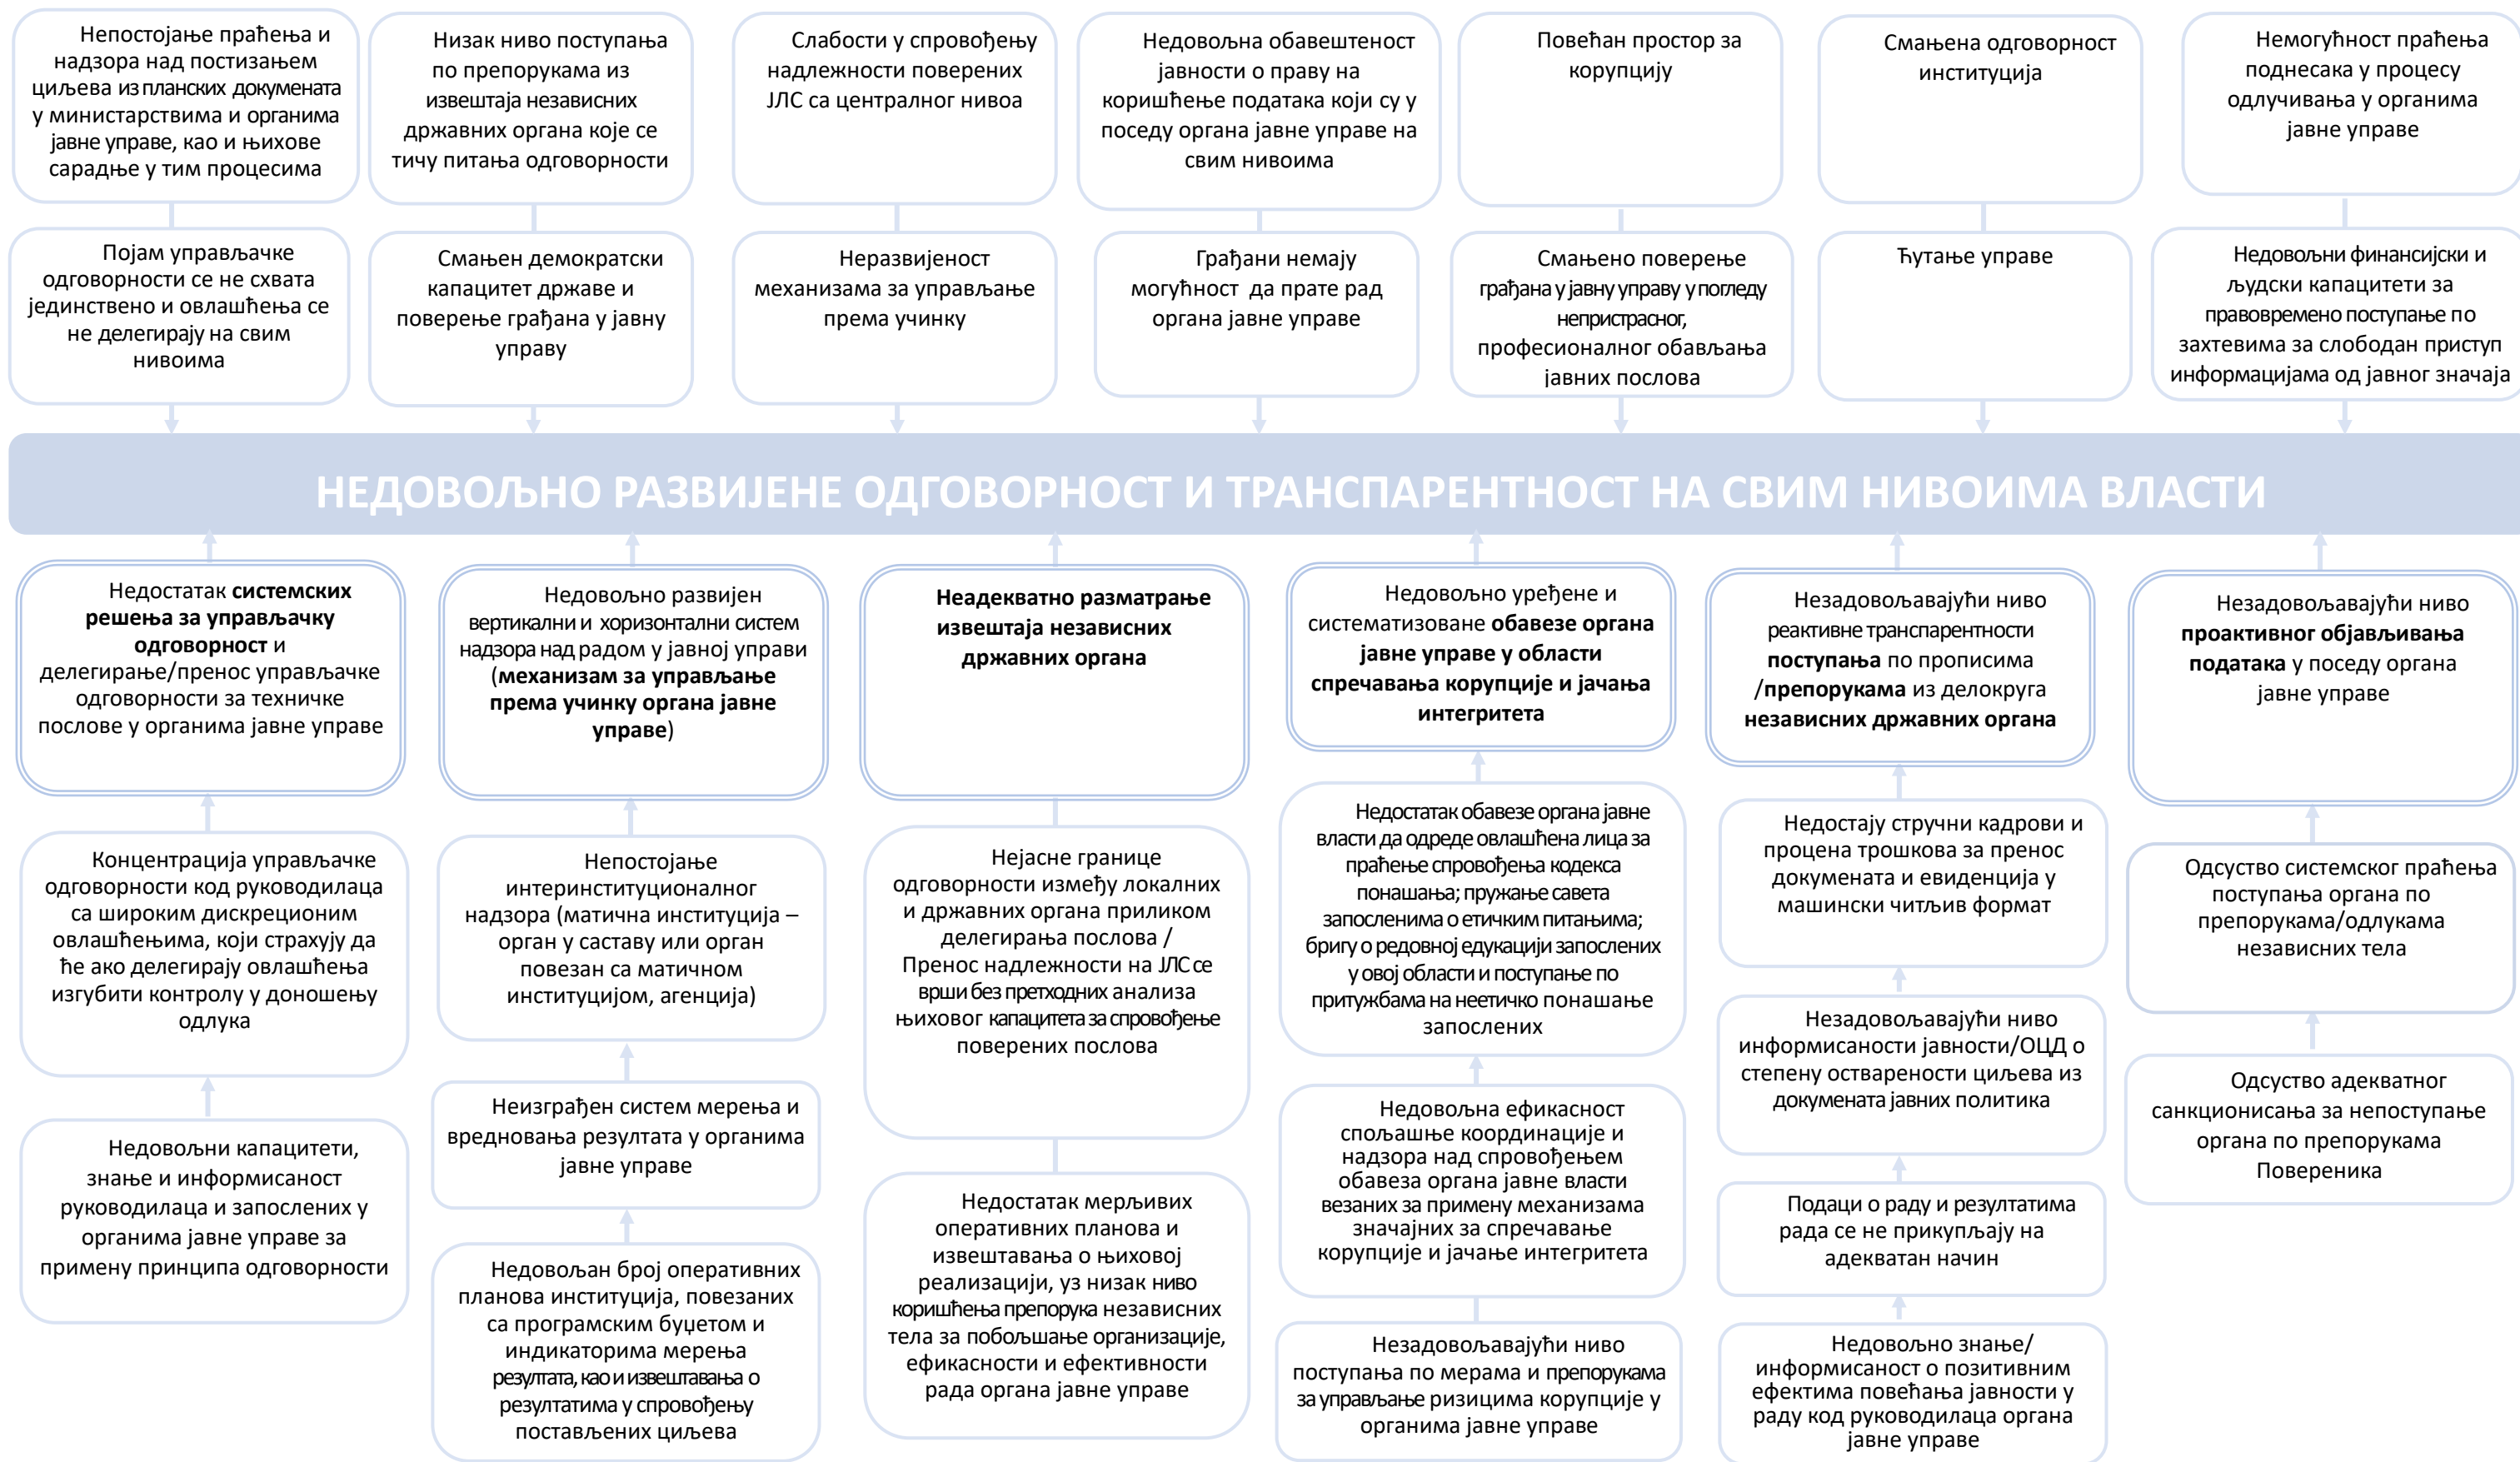 Непостојање праћења и
надзора над постизањем
циљева из планских докумената
у министарствима и органима
јавне управе, као и њихове
сарадње у тим процесима
Низак ниво поступања
по препорукама из
извештаја независних
државних органа које се
тичу питања одговорности
Слабости у спровођењу
надлежности поверених
ЈЛС са централног нивоа
Недовољна обавештеност
јавности о праву на
коришћење података који су у
поседу органа јавне управе на
свим нивоима
Повећан простор за
корупцију
Смањена одговорност
институција
Немогућност праћења
поднесака у процесу
одлучивања у органима
јавне управе
Појам управљачке
одговорности се не схвата
јединствено и овлашћења се
не делегирају на свим
нивоима
Смањен демократски
капацитет државе и
поверење грађана у јавну
управу
Неразвијеност
механизама за управљање
према учинку
Грађани немају
могућност да прате рад
органа јавне управе
Смањено поверење
грађана у јавну управу у погледу
непристрасног,
професионалног обављања
јавних послова
Ћутање управе
Недовољни финансијски и
људски капацитети за
правовремено поступање по
захтевима за слободан приступ
информацијама од јавног значаја
НЕДОВОЉНО РАЗВИЈЕНЕ ОДГОВОРНОСТ И ТРАНСПАРЕНТНОСТ НА СВИМ НИВОИМА ВЛАСТИ
Недостатак системских
решења за управљачку
одговорност и
делегирање/пренос управљачке
одговорности за техничке
послове у органима јавне управе
Недовољно развијен
вертикални и хоризонтални систем
надзора над радом у јавној управи
(механизам за управљање
према учинку органа јавне
управе)
Неадекватно разматрање
извештаја независних
државних органа
Недовољно уређене и
систематизоване обавезе органа
јавне управе у области
спречавања корупције и јачања
интегритета
Незадовољавајући ниво
реактивне транспарентности
поступања по прописима
/препорукама из делокруга
независних државних органа
Незадовољавајући ниво
проактивног објављивања
података у поседу органа
јавне управе
Концентрација управљачке
одговорности код руководилаца
са широким дискреционим
овлашћењима, који страхују да
ће ако делегирају овлашћења
изгубити контролу у доношењу
одлука
Непостојање
интеринституционалног
надзора (матична институција –
орган у саставу или орган
повезан са матичном
институцијом, агенција)
Нејасне границе
одговорности између локалних
и државних органа приликом
делегирања послова /
Пренос надлежности на ЈЛС се
врши без претходних анализа
њиховог капацитета за спровођење
поверених послова
Недостатак обавезе органа јавне
власти да одреде овлашћена лица за
праћење спровођења кодекса
понашања; пружање савета
запосленима о етичким питањима;
бригу о редовној едукацији запослених
у овој области и поступање по
притужбама на неетичко понашање
запослених
Недостају стручни кадрови и
процена трошкова за пренос
докумената и евиденција у
машински читљив формат
Одсуство системског праћења
поступања органа по
препорукама/одлукама
независних тела
Недовољни капацитети,
знање и информисаност
руководилаца и запослених у
органима јавне управе за
примену принципа одговорности
Неизграђен систем мерења и
вредновања резултата у органима
јавне управе
Недовољан број оперативних
планова институција, повезаних
са програмским буџетом и
индикаторима мерења
резултата, као и извештавања о
резултатима у спровођењу
постављених циљева
Недостатак мерљивих
оперативних планова и
извештавања о њиховој
реализацији, уз низак ниво
коришћења препорука независних
тела за побољшање организације,
ефикасности и ефективности
рада органа јавне управе
Недовољна ефикасност
спољашње координације и
надзора над спровођењем
обавеза органа јавне власти
везаних за примену механизама
значајних за спречавање
корупције и јачање интегритета
Незадовољавајући ниво
поступања по мерама и препорукама
за управљање ризицима корупције у
органима јавне управе
Незадовољавајући ниво
информисаности јавности/ОЦД о
степену остварености циљева из
докумената јавних политика
Подаци о раду и резултатима
рада се не прикупљају на
адекватан начин
Недовољно знање/
информисаност о позитивним
ефектима повећања јавности у
раду код руководилаца органа
јавне управе
Одсуство адекватног
санкционисања за непоступање
органа по препорукама
Повереника